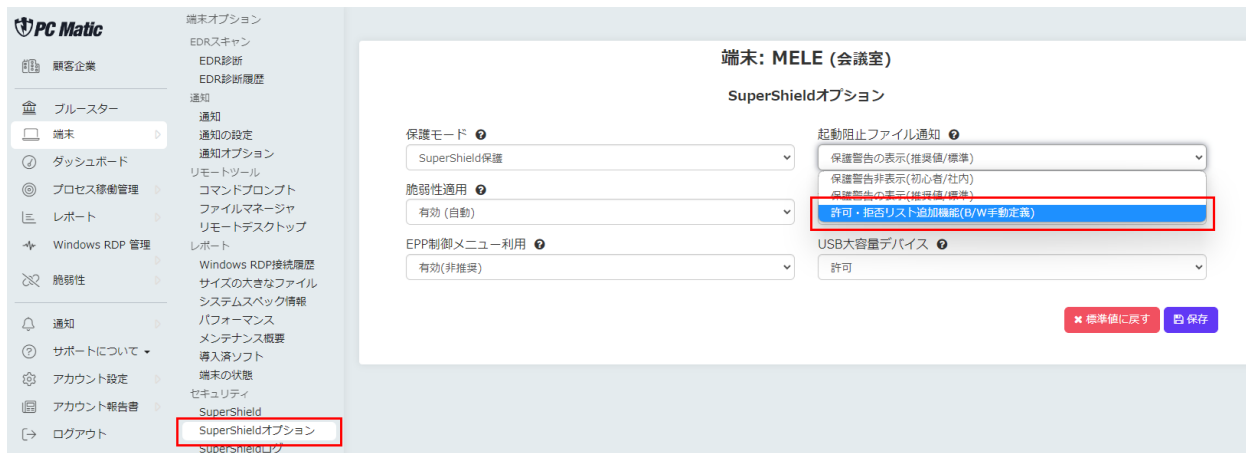 PC Matic
顧客企業
ブルースター
端末
ダッシュボード
プロセス稼働管理
レポート
Windows RDP 管理
脆弱性
通知
サポートについて
アカウント設定
アカウント報告書
ログアウト
端末オプション
EDRスキャン
EDR診断
EDR診断履歴
通知
通知
通知の設定
通知オプション
リモートツール
コマンドプロンプト
ファイルマネージャ
リモートデスクトップ
レポート
Windows RDP接続履歴
サイズの大きなファイル
システムスペック情報
パフォーマンス
メンテナンス概要
導入済ソフト
端末の状態
セキュリティ
SuperShield
SuperShieldオプション
SuperShieldログ
端末: MELE (会議室)
SuperShieldオプション
保護モード
SuperShield保護
脆弱性適用
有効 (自動)
EPP制御メニュー利用
有効(非推奨)
起動阻止ファイル通知
保護警告の表示(推奨値/標準)
保護警告非表示(初心者/社内)
保護警告の表示(推奨値/標準)
許可・拒否リスト追加機能(B/W手動定義)
USB大容量デバイス
許可
標準値に戻す
保存